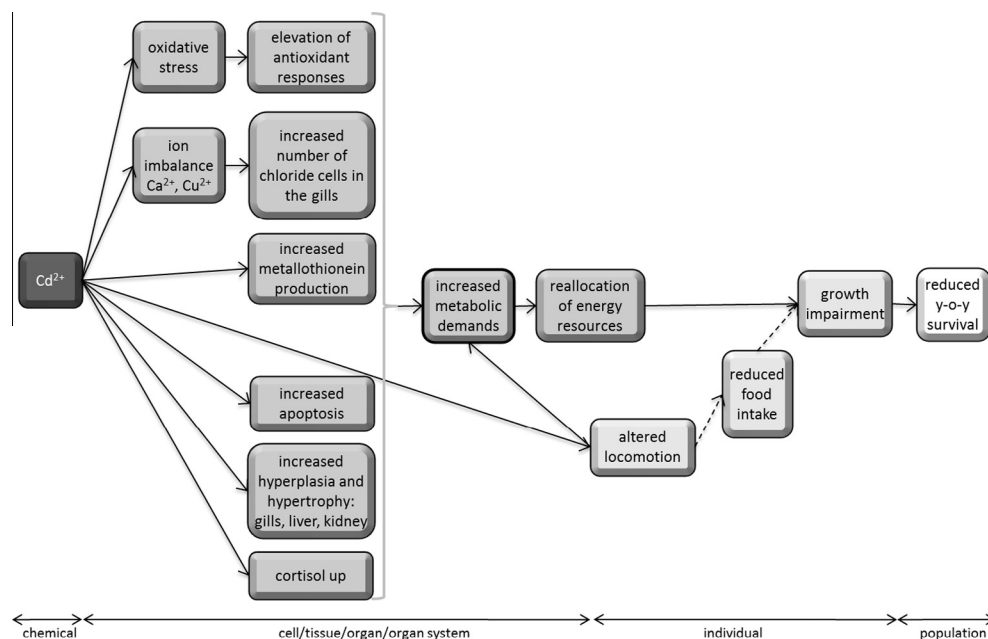 oxidative
stress
elevation of
antioxidant
responses
ion
imbalance
Ca²⁺, Cu²⁺
increased
number of
chloride cells in
the gills
Cd²⁺
increased
metallothionein
production
increased
metabolic
demands
reallocation
of energy
resources
growth
impairment
reduced
y-o-y
survival
reduced
food
intake
increased
apoptosis
altered
locomotion
increased
hyperplasia and
hypertrophy:
gills, liver, kidney
cortisol up
chemical
cell/tissue/organ/organ system
individual
population